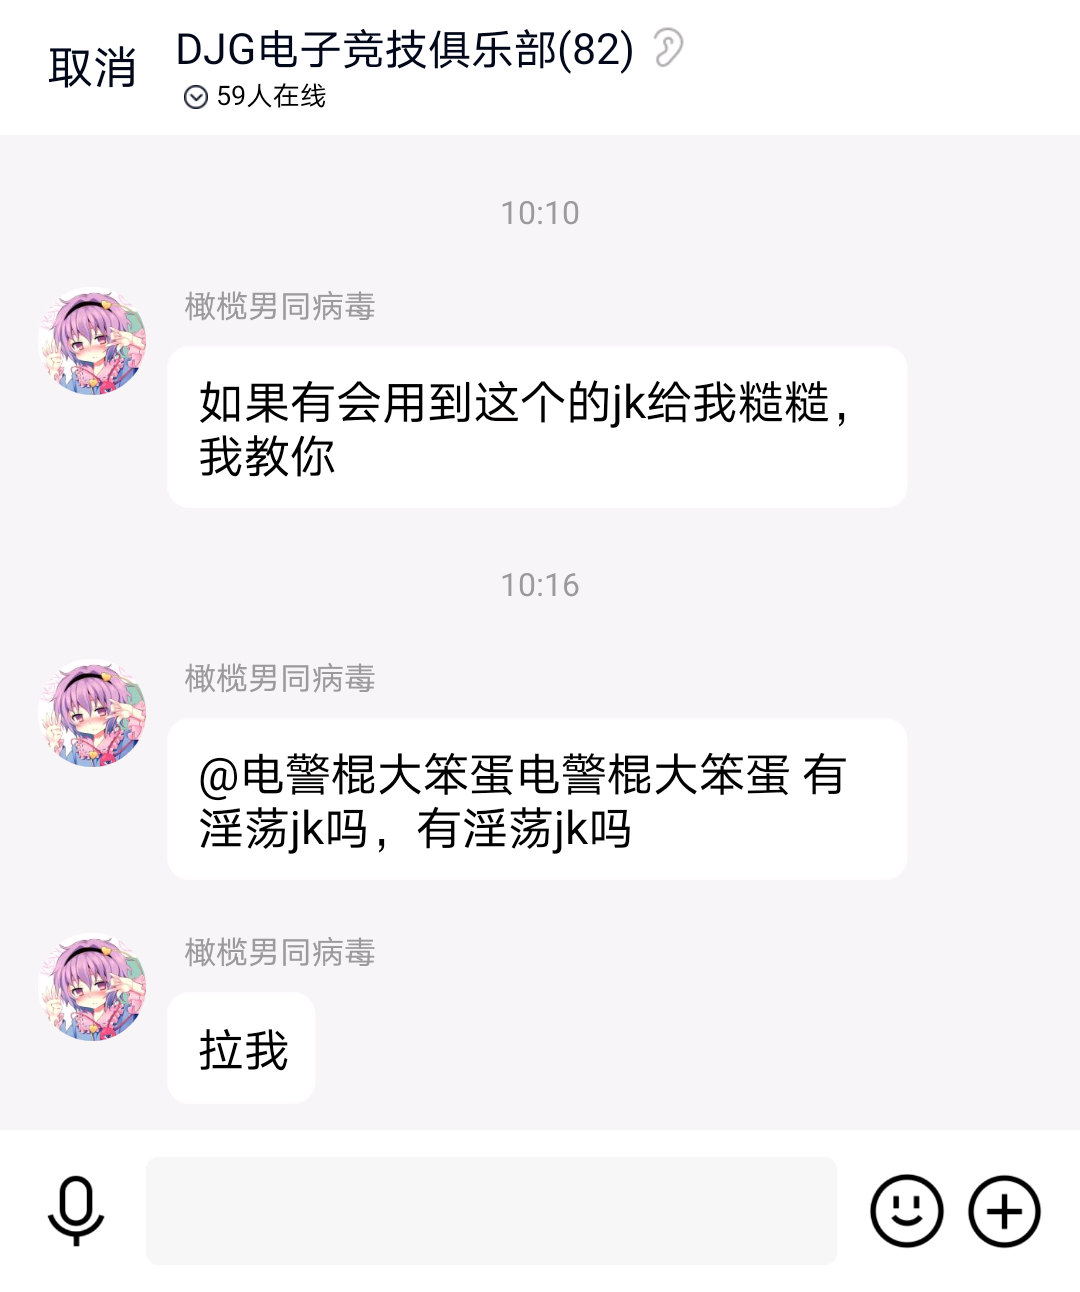 取消
DJG电子竞技俱乐部(82)
59人在线
10:10
橄榄男同病毒
如果有会用到这个的jk给我糙糙，
我教你
10:16
橄榄男同病毒
@电警棍大笨蛋电警棍大笨蛋 有
淫荡jk吗，有淫荡jk吗
橄榄男同病毒
拉我